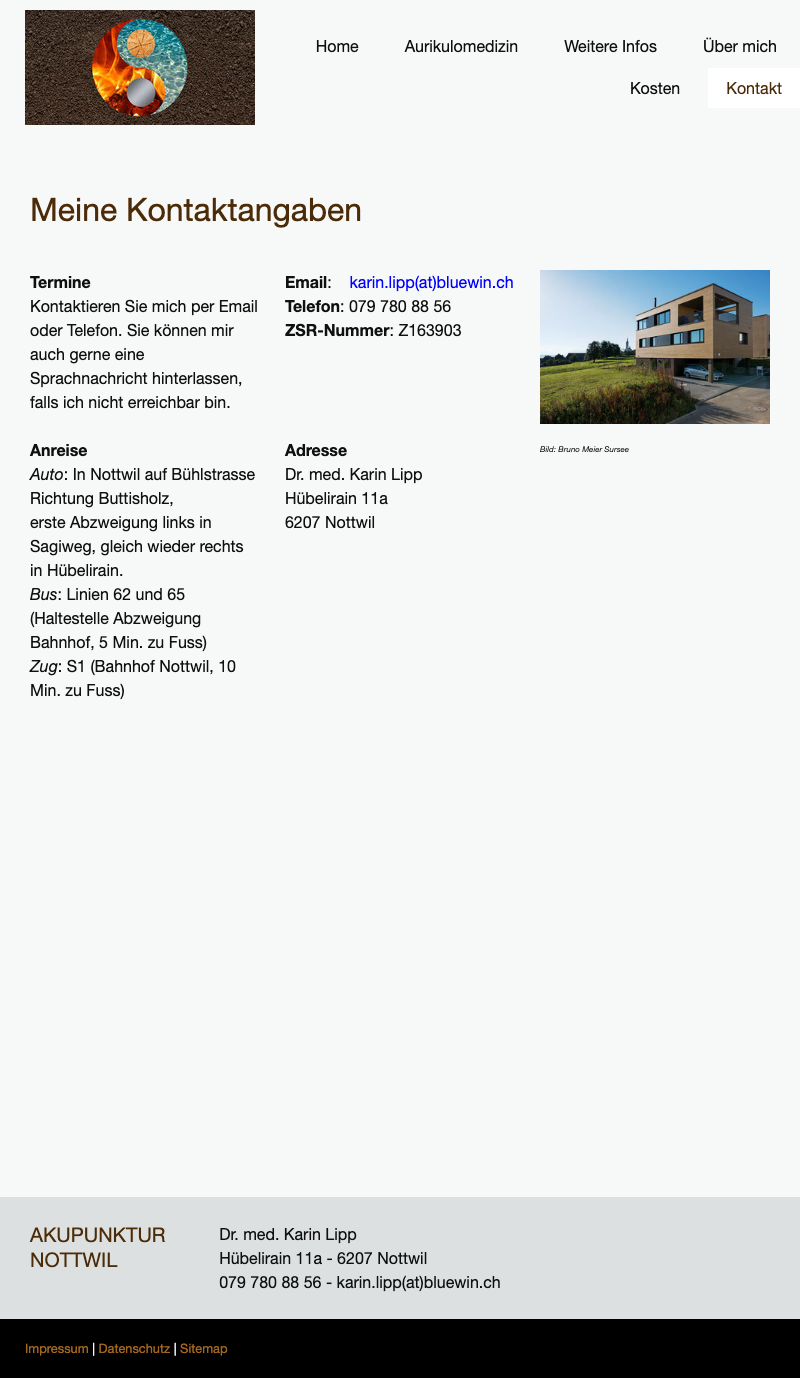 Home
Aurikulomedizin
Weitere Infos
Über mich
Kosten
Kontakt
Meine Kontaktangaben
Termine
Kontaktieren Sie mich per Email
oder Telefon. Sie können mir
auch gerne eine
Sprachnachricht hinterlassen,
falls ich nicht erreichbar bin.
Email: karin.lipp(at)bluewin.ch
Telefon: 079 780 88 56
ZSR-Nummer: Z163903
Bild: Bruno Meier Sursee
Anreise
Auto: In Nottwil auf Bühlstrasse
Richtung Buttisholz,
erste Abzweigung links in
Sagiweg, gleich wieder rechts
in Hübelirain.
Bus: Linien 62 und 65
(Haltestelle Abzweigung
Bahnhof, 5 Min. zu Fuss)
Zug: S1 (Bahnhof Nottwil, 10
Min. zu Fuss)
Adresse
Dr. med. Karin Lipp
Hübelirain 11a
6207 Nottwil
AKUPUNKTUR
NOTTWIL
Dr. med. Karin Lipp
Hübelirain 11a - 6207 Nottwil
079 780 88 56 - karin.lipp(at)bluewin.ch
Impressum | Datenschutz | Sitemap